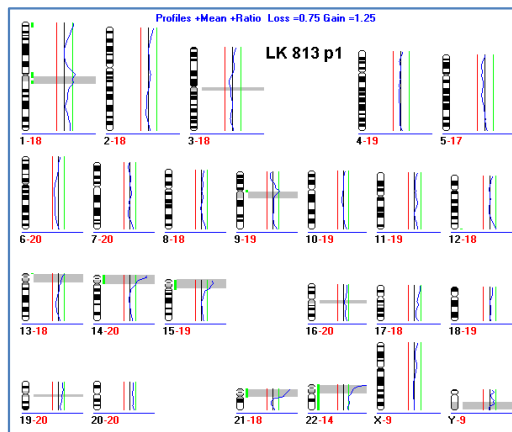 Profiles +Mean +Ratio Loss =0.75 Gain =1.25
LK 813 p1
1-18 2-18 3-18 4-19 5-17
6-20 7-20 8-18 9-19 10-19 11-19 12-18
13-18 14-20 15-19 16-20 17-18 18-19
19-20 20-20 21-18 22-14 X-9 Y-9